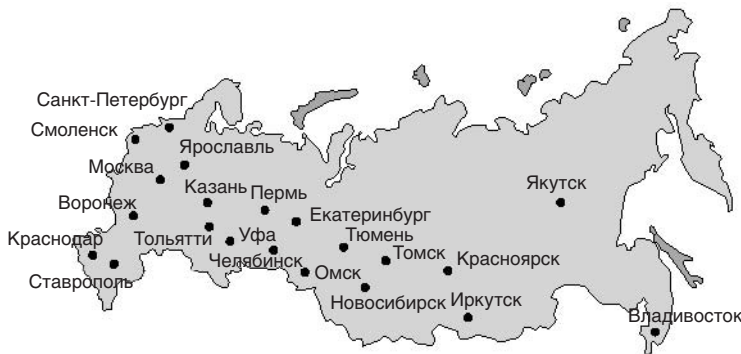 Санкт-Петербург
Смоленск
Ярославль
Москва
Казань
Пермь
Якутск
Воронеж
Екатеринбург
Краснодар
Тольятти
Уфа
Тюмень
Челябинск
Томск
Красноярск
Ставрополь
Омск
Новосибирск
Иркутск
Владивосток